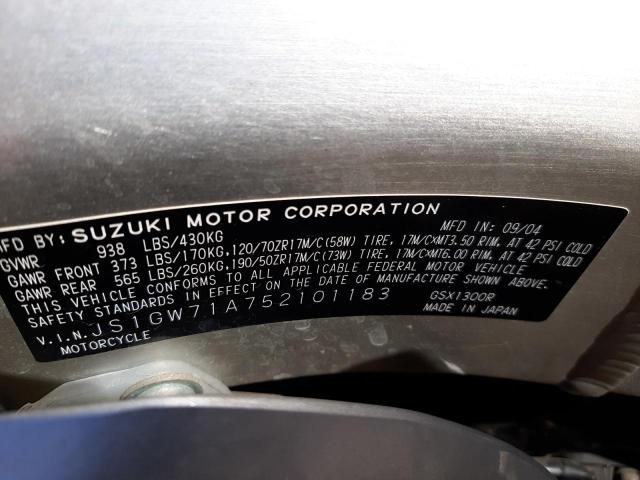 MFD BY: SUZUKI MOTOR CORPORATION MFD IN: 09/04
GVWR 938 LBS/430KG
GAWR FRONT 373 LBS/170KG,120/70ZR17M/C(58W) TIRE, 17M/C×MT3.50 RIM, AT 42 PSI COLD
GAWR REAR 565 LBS/260KG,190/50ZR17M/C(73W) TIRE, 17M/C×MT6.00 RIM, AT 42 PSI COLD
THIS VEHICLE CONFORMS TO ALL APPLICABLE FEDERAL MOTOR VEHICLE
SAFETY STANDARDS IN EFFECT ON THE DATE OF MANUFACTURE SHOWN ABOVE.
V.I.N. JS1GW71A752101183 GSX1300R
MOTORCYCLE MADE IN JAPAN